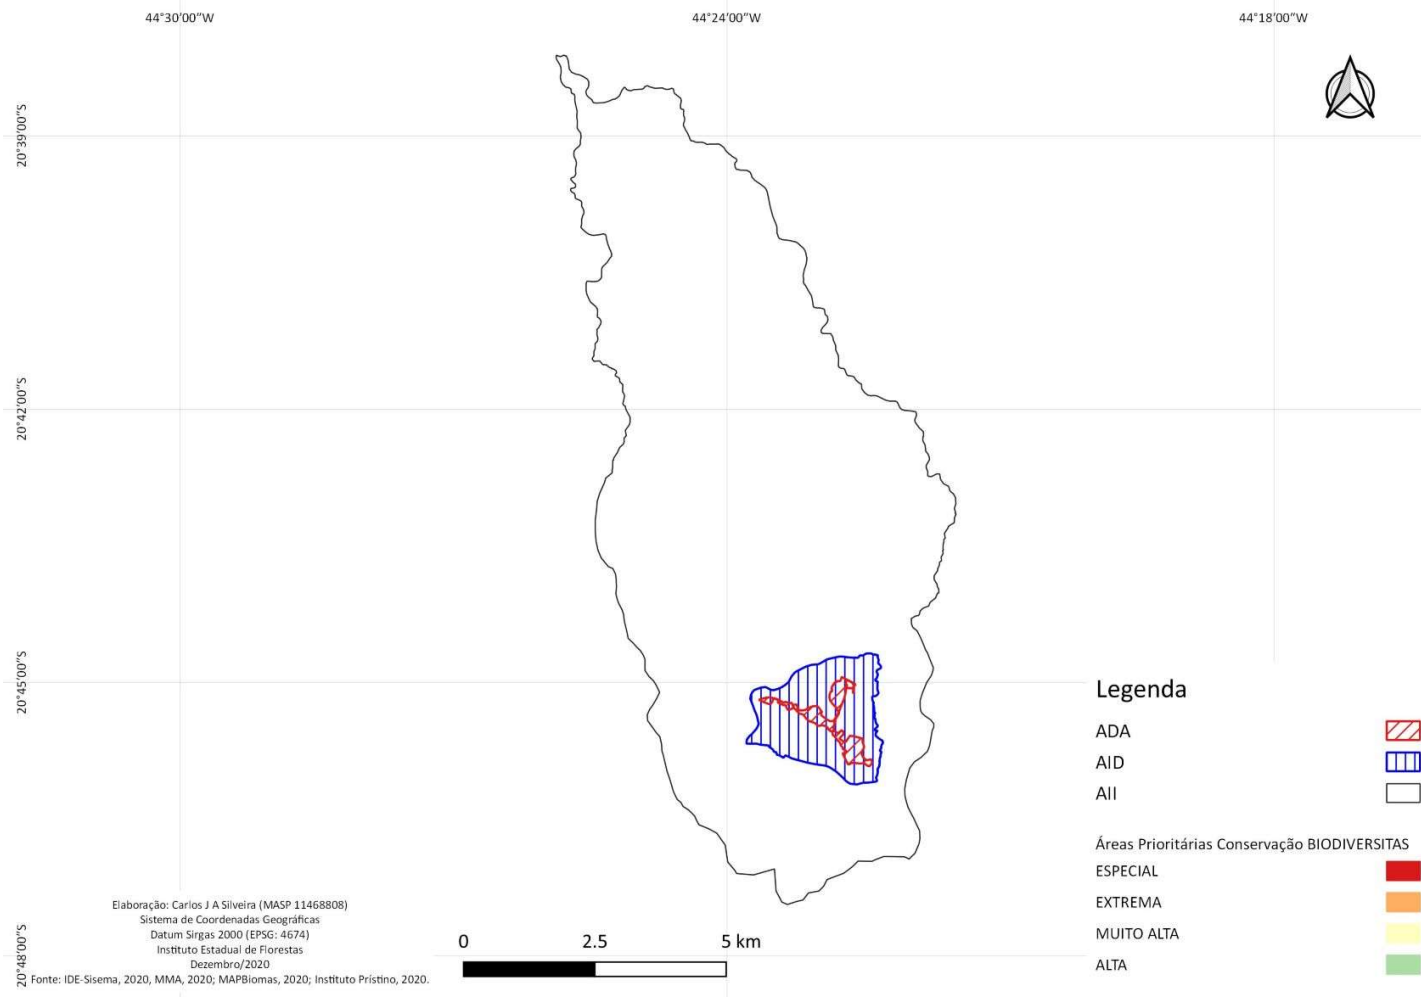 44°30'00"W
44°24'00"W
44°18'00"W
20°39'00"S
20°42'00"S
20°45'00"S
20°48'00"S
Legenda
ADA
AID
AII
Áreas Prioritárias Conservação BIODIVERSITAS
ESPECIAL
EXTREMA
MUITO ALTA
ALTA
Elaboração: Carlos J A Silveira (MASP 11468808)
Sistema de Coordenadas Geográficas
Datum Sirgas 2000 (EPSG: 4674)
Instituto Estadual de Florestas
Dezembro/2020
Fonte: IDE-Sisema, 2020, MMA, 2020; MAPBiomas, 2020; Instituto Prístino, 2020.
0 2.5 5 km